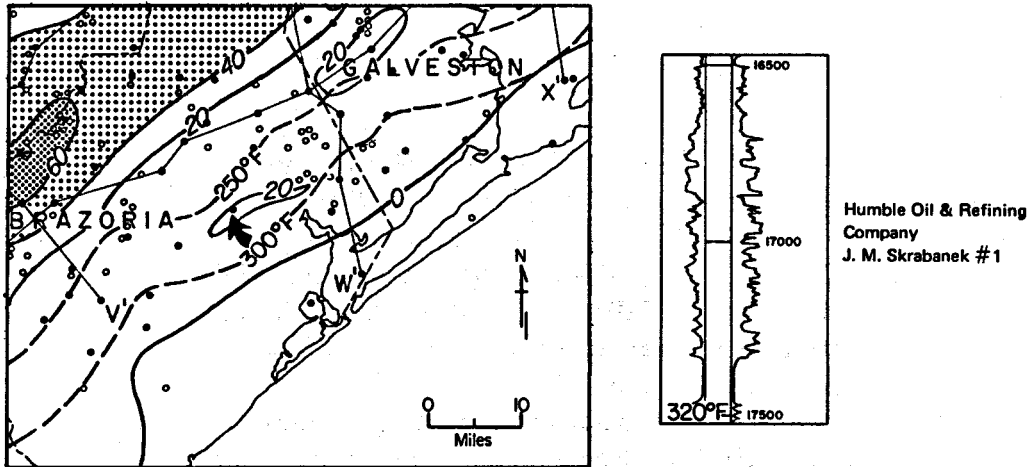 20
GALVESTON
40
X'
20
60
250°F
20
BRAZORIA
300°F
0
N
W'
V'
0 10
Miles
16500
17000
320°F
17500
Humble Oil & Refining
Company
J. M. Skrabanek #1